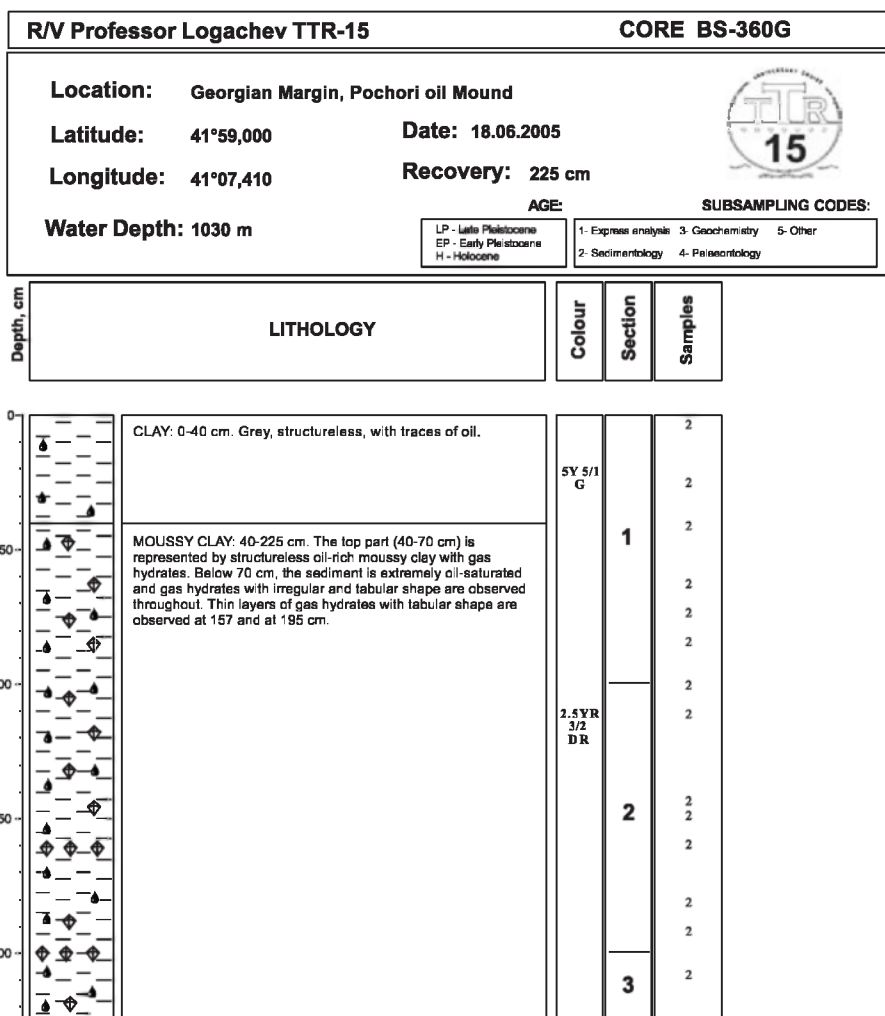 R/V Professor Logachev TTR-15
CORE BS-360G
Location: Georgian Margin, Pochori oil Mound
Latitude: 41°59,000
Date: 18.06.2005
Longitude: 41°07,410
Recovery: 225 cm
Water Depth: 1030 m
TTR
15
AGE:
LP - Late Pleistocene
EP - Early Pleistocene
H - Holocene
SUBSAMPLING CODES:
1- Express analysis 3- Geochemistry 5- Other
2- Sedimentology 4- Palaeontology
Depth, cm
LITHOLOGY
Colour
Section
Samples
0
CLAY: 0-40 cm. Grey, structureless, with traces of oil.
2
5Y 5/1
G
2
2
1
50
MOUSSY CLAY: 40-225 cm. The top part (40-70 cm) is
represented by structureless oil-rich moussy clay with gas
hydrates. Below 70 cm, the sediment is extremely oil-saturated
and gas hydrates with irregular and tabular shape are observed
throughout. Thin layers of gas hydrates with tabular shape are
observed at 157 and at 195 cm.
2
2
2
00
2
2.5YR
3/2
DR
2
2
2
50
2
2
2
2
2
00
3
2